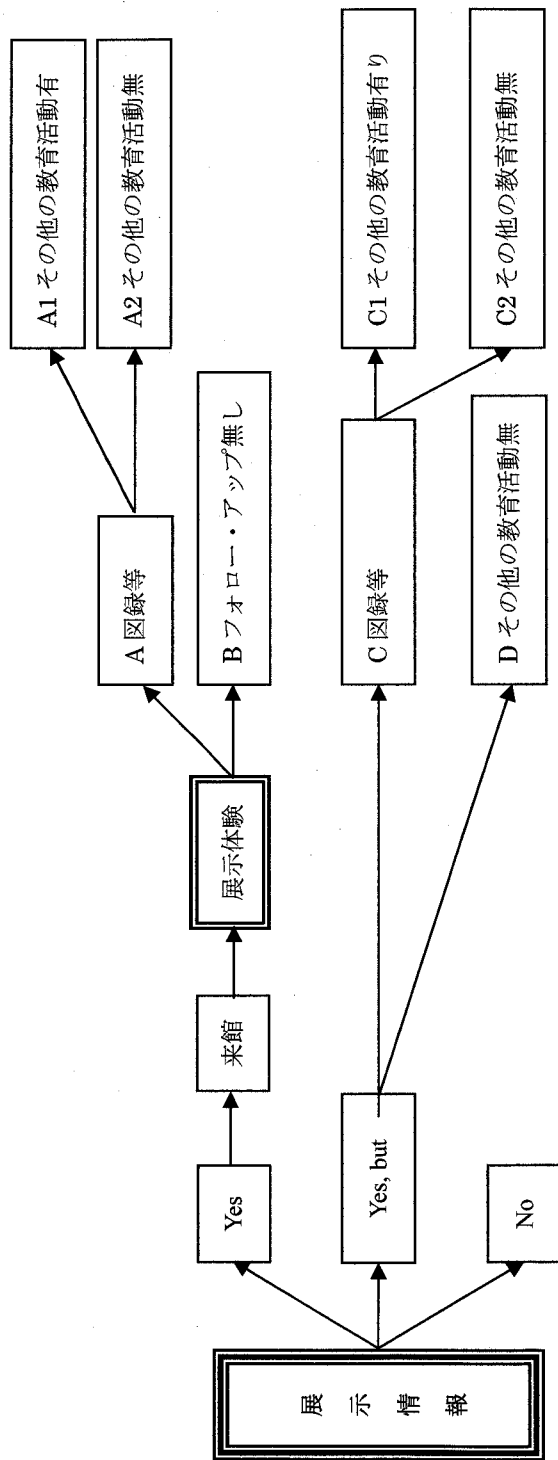 展示情報
Yes
Yes, but
No
来館
展示体験
A 図録等
B フォロー・アップ無し
C 図録等
D その他の教育活動無
A1 その他の教育活動有
A2 その他の教育活動無
C1 その他の教育活動有り
C2 その他の教育活動無